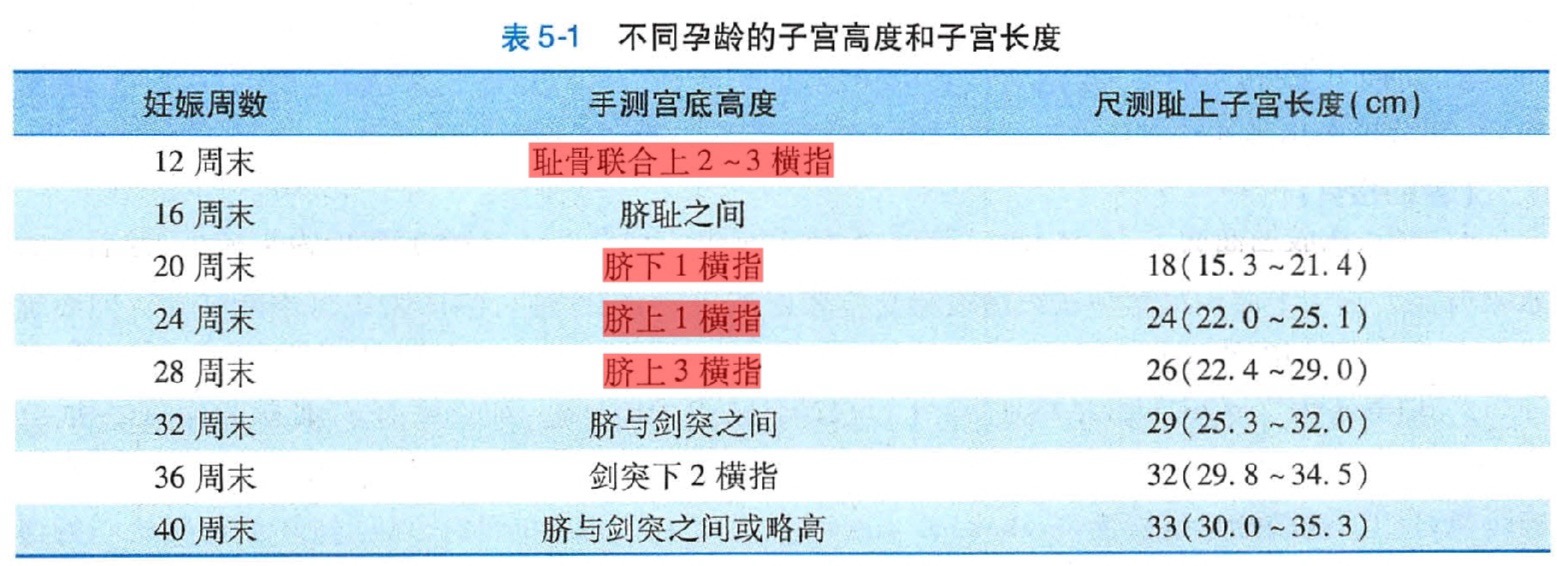 表 5-1 不同孕龄的子宫高度和子宫长度
妊娠周数 手测宫底高度 尺测耻上子宫长度(cm)
12 周末 耻骨联合上 2~3 横指
16 周末 脐耻之间
20 周末 脐下 1 横指 18(15.3~21.4)
24 周末 脐上 1 横指 24(22.0~25.1)
28 周末 脐上 3 横指 26(22.4~29.0)
32 周末 脐与剑突之间 29(25.3~32.0)
36 周末 剑突下 2 横指 32(29.8~34.5)
40 周末 脐与剑突之间或略高 33(30.0~35.3)